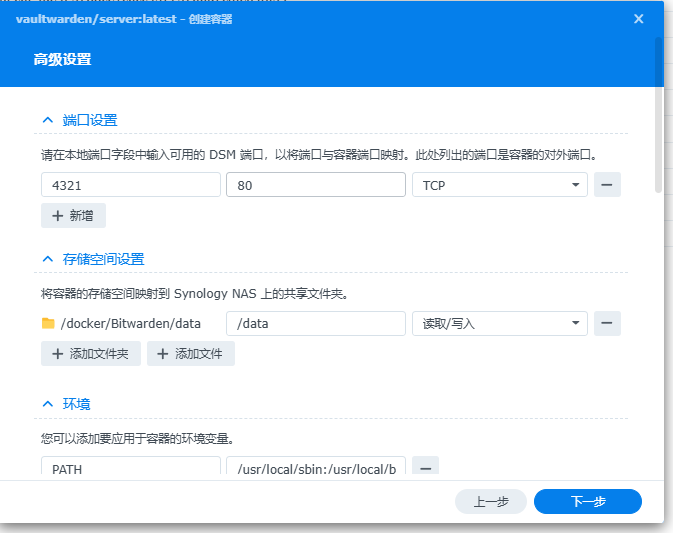 vaultwarden/server:latest - 创建容器
高级设置
端口设置
请在本地端口字段中输入可用的 DSM 端口，以将端口与容器端口映射。此处列出的端口是容器的对外端口。
4321 80 TCP
新增
存储空间设置
将容器的存储空间映射到 Synology NAS 上的共享文件夹。
/docker/Bitwarden/data /data 读取/写入
添加文件夹 添加文件
环境
您可以添加要应用于容器的环境变量。
PATH /usr/local/sbin:/usr/local/b
上一步 下一步